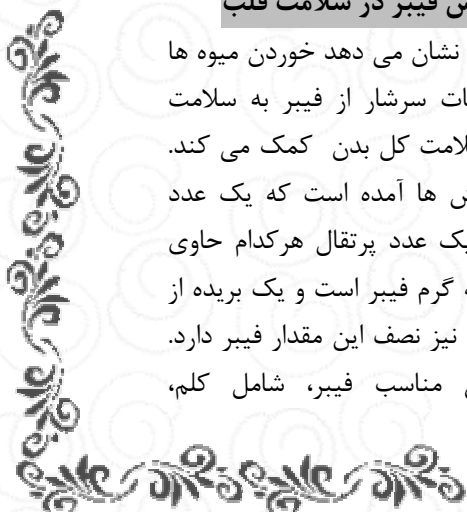 فیبر در سلامت قلب
نشان می دهد خوردن میوه ها
سرشار از فیبر به سلامت
کل بدن کمک می کند.
ها آمده است که یک عدد
یک عدد پرتقال هرکدام حاوی
گرم فیبر است و یک بریده از
نیز نصف این مقدار فیبر دارد.
مناسب فیبر، شامل کلم،